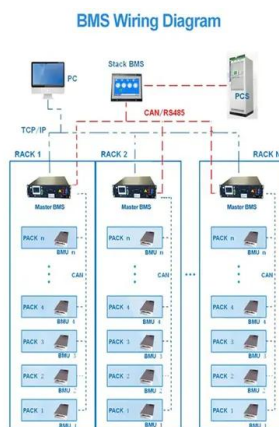 BMS Wiring Diagram
PC
Stack BMS
PCS
CAN/RS485
TCP/IP
RACK 1
RACK 2
RACK N
Master BMS
Master BMS
Master BMS
PACK n
PACK n
PACK n
BMU n
BMU n
BMU n
CAN
CAN
...
PACK 4
PACK 4
PACK 4
BMU 4
BMU 4
BMU 4
PACK 3
PACK 3
PACK 3
BMU 3
BMU 3
BMU 3
PACK 2
PACK 2
PACK 2
BMU 2
BMU 2
BMU 2
PACK 1
PACK 1
PACK 1